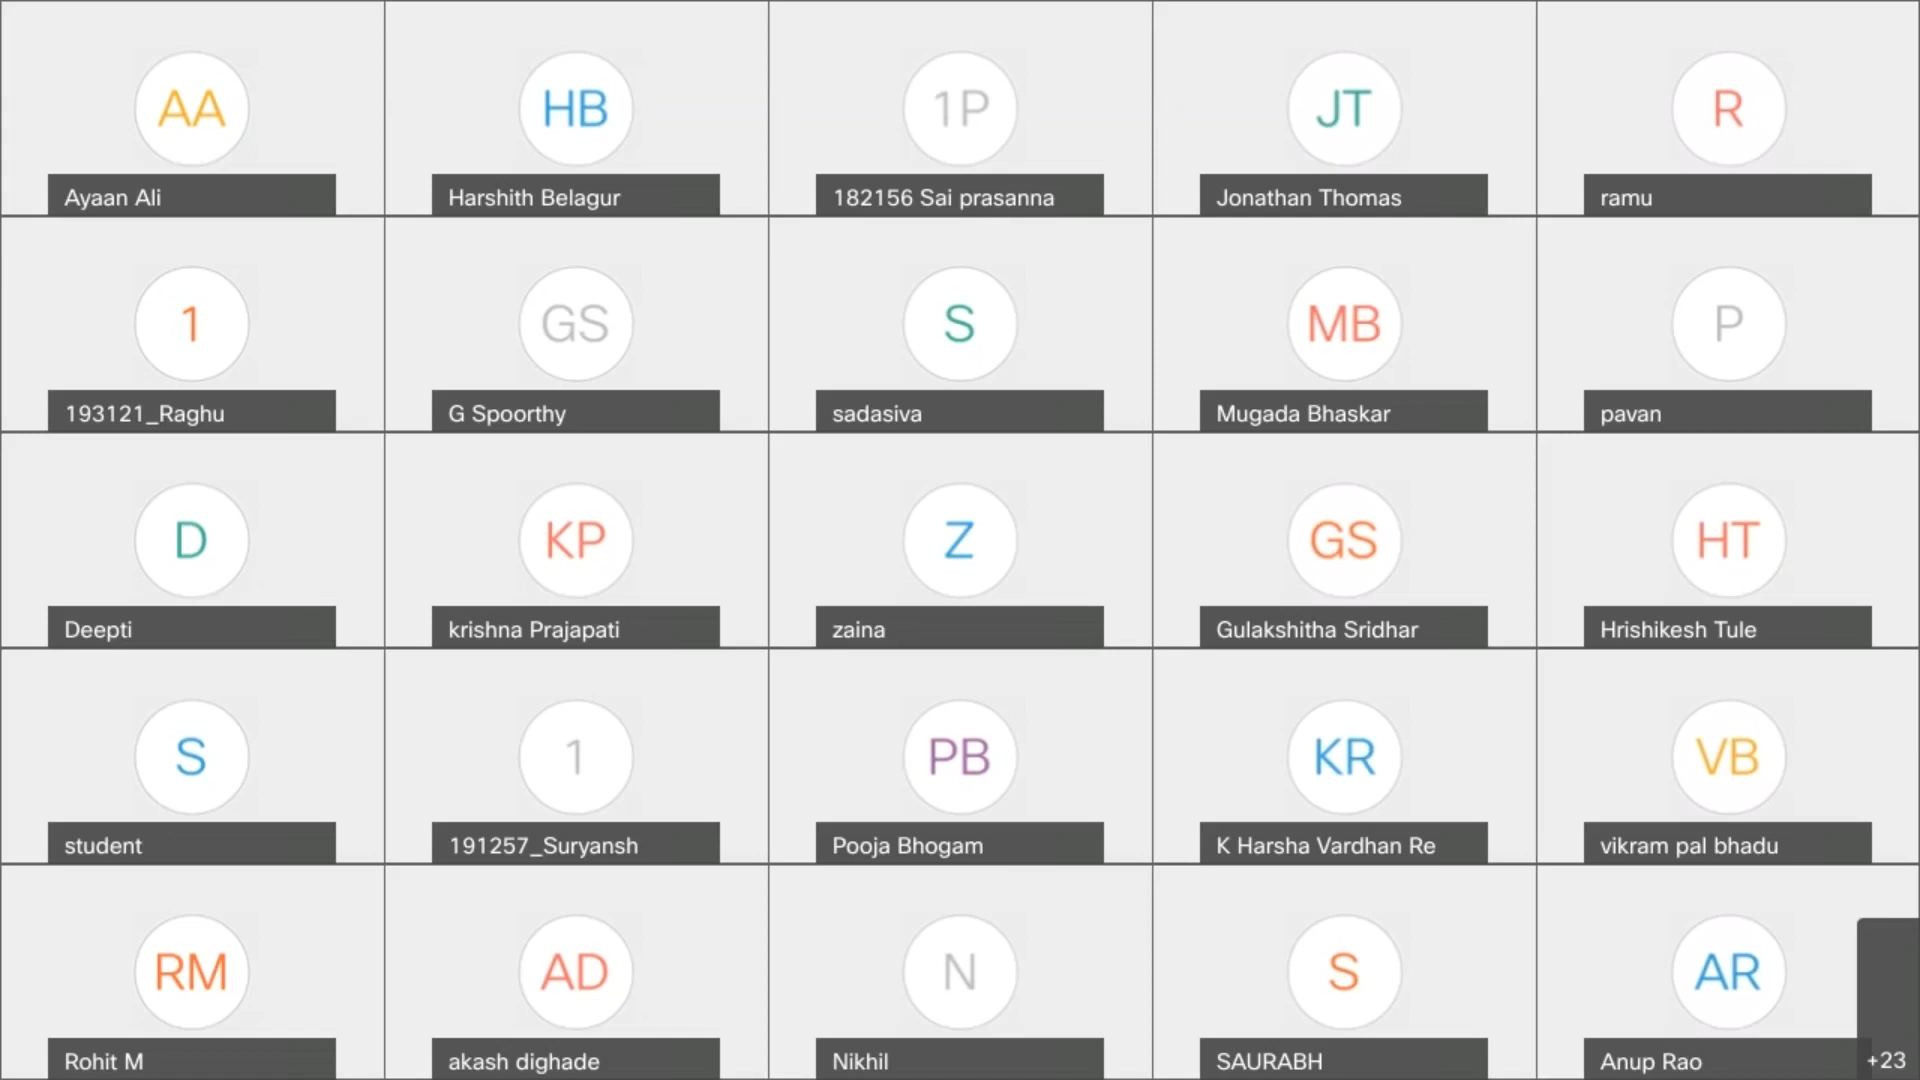 AA
Ayaan Ali
HB
Harshith Belagur
1P
182156 Sai prasanna
JT
Jonathan Thomas
R
ramu
1
193121_Raghu
GS
G Spoorthy
S
sadasiva
MB
Mugada Bhaskar
P
pavan
D
Deepti
KP
krishna Prajapati
Z
zaina
GS
Gulakshitha Sridhar
HT
Hrishikesh Tule
S
student
1
191257_Suryansh
PB
Pooja Bhogam
KR
K Harsha Vardhan Re
VB
vikram pal bhadu
RM
Rohit M
AD
akash dighade
N
Nikhil
S
SAURABH
AR
Anup Rao
+23